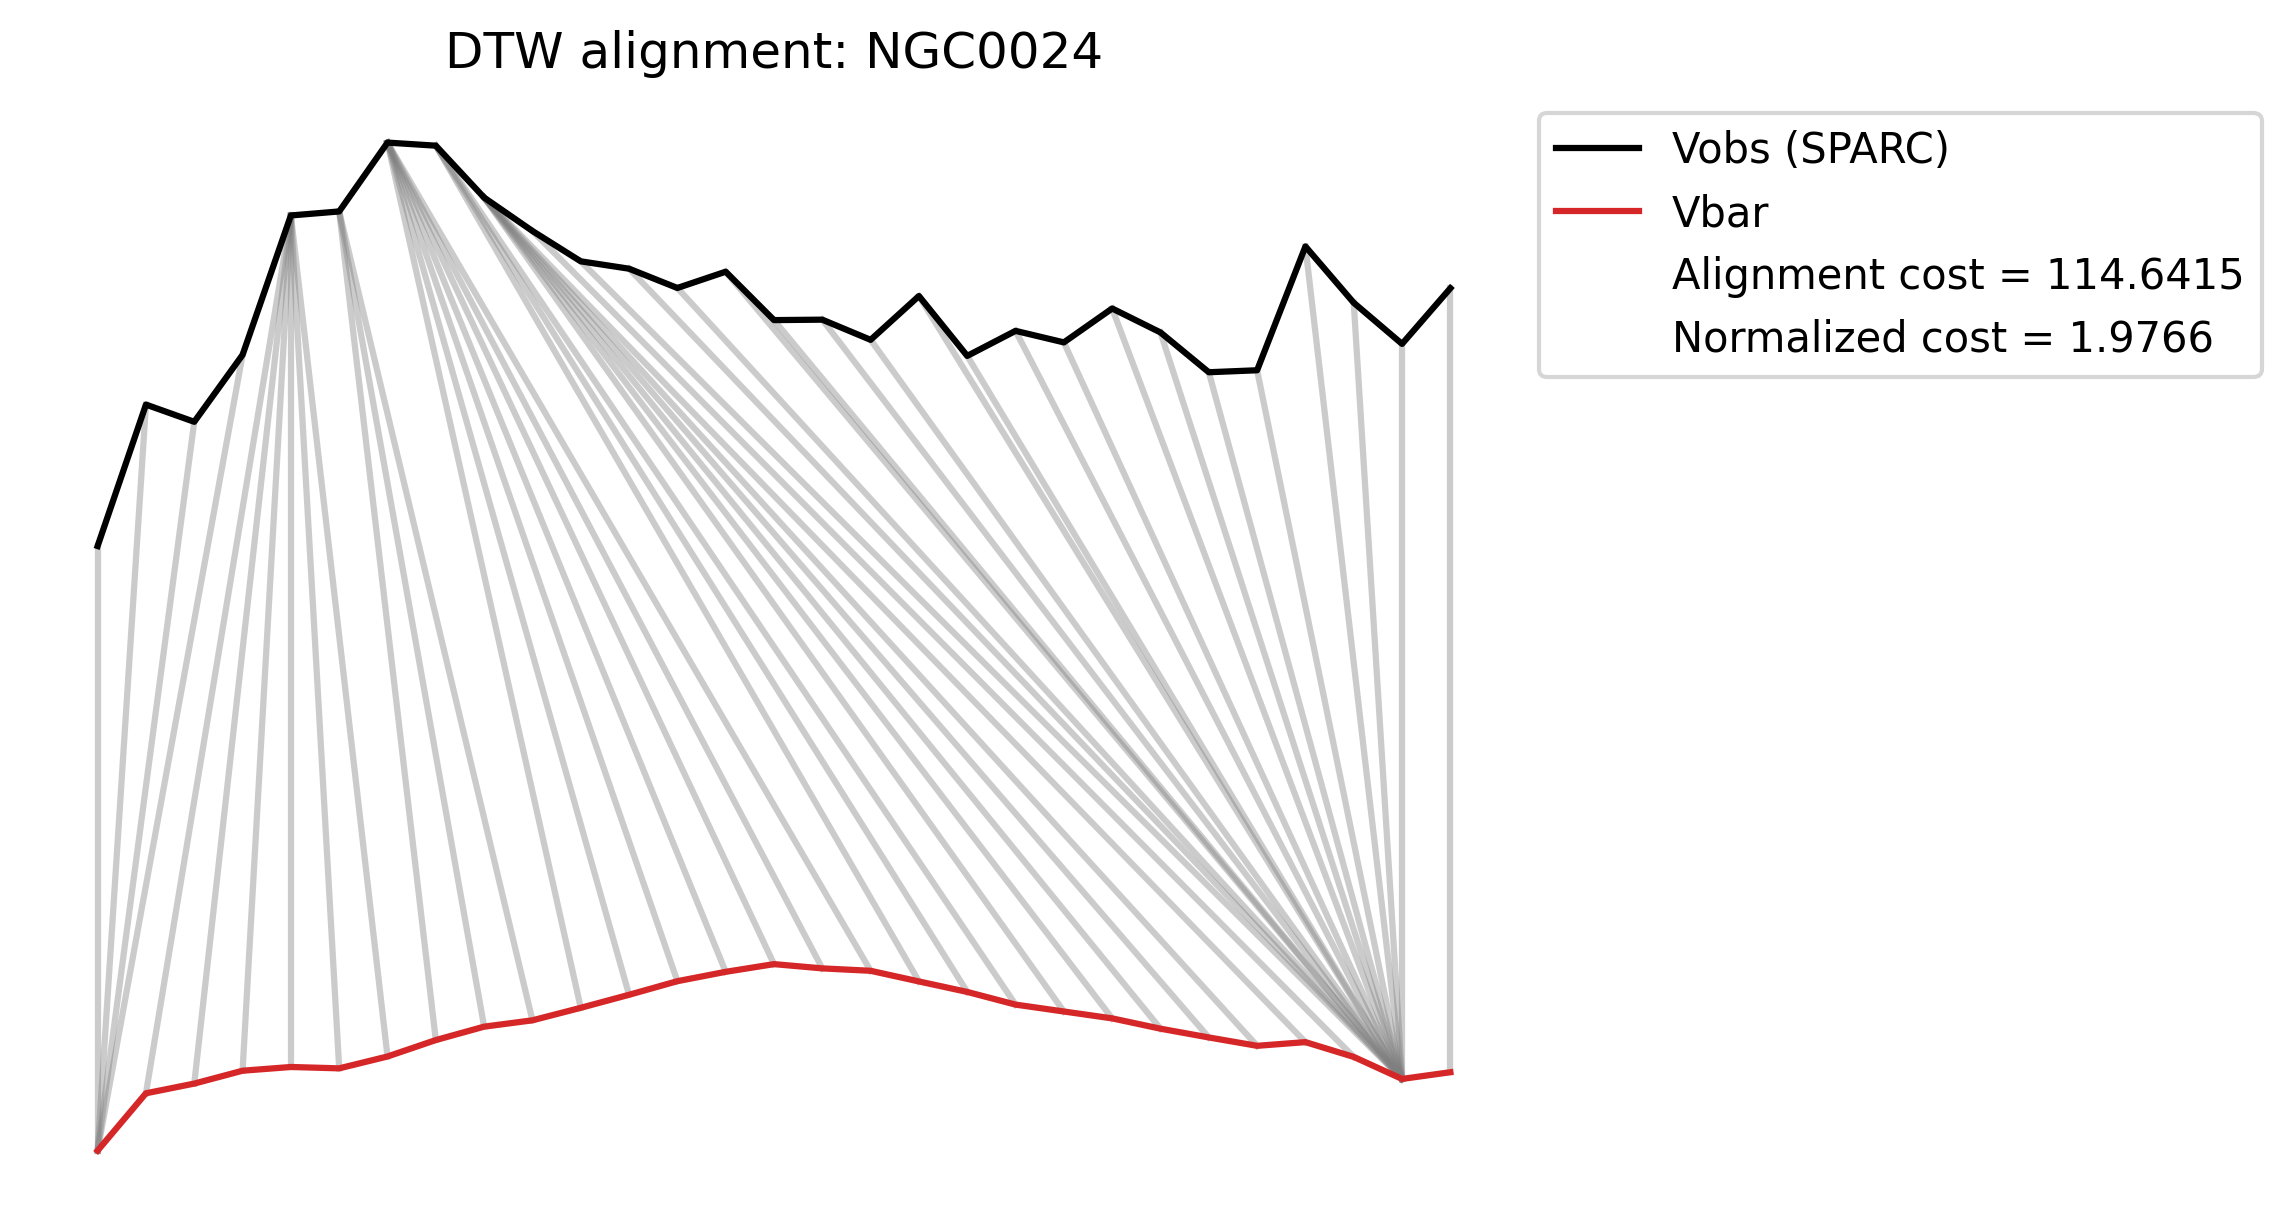 DTW alignment: NGC0024
Vobs (SPARC)
Vbar
Alignment cost = 114.6415
Normalized cost = 1.9766